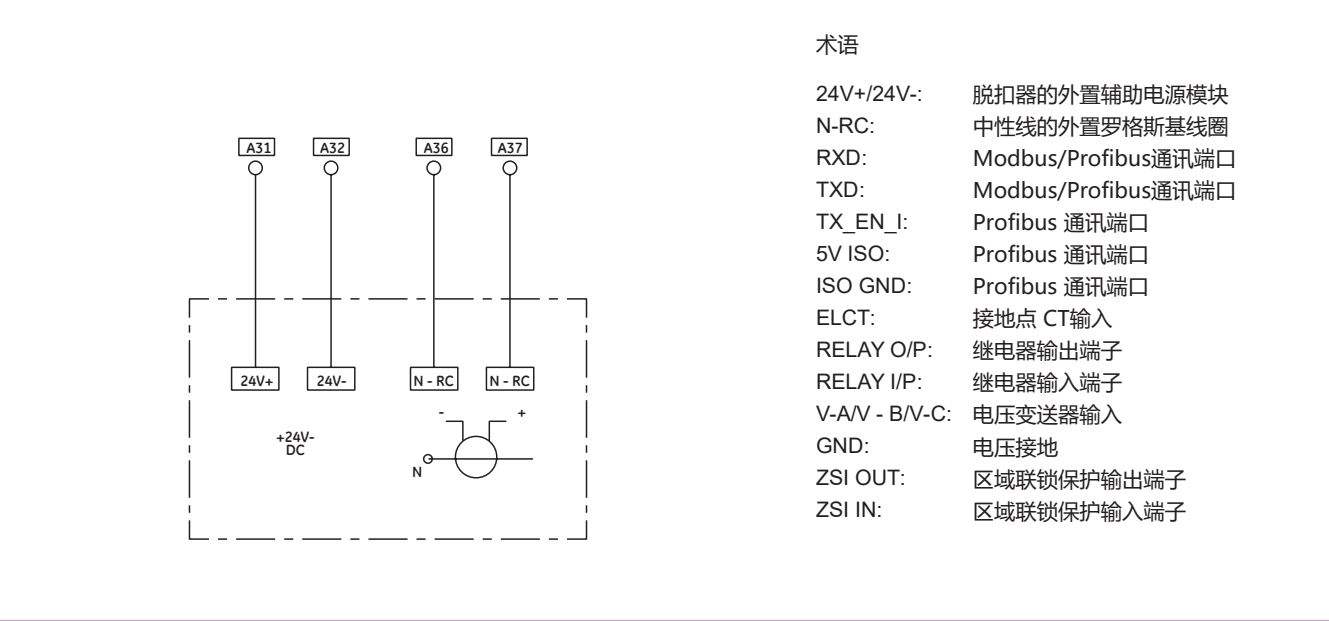 A31 A32 A36 A37
24V+ 24V- N - RC N - RC
- +
+24V-
DC
N
术语
24V+/24V-: 脱扣器的外置辅助电源模块
N-RC: 中性线的外置罗格斯基线圈
RXD: Modbus/Profibus通讯端口
TXD: Modbus/Profibus通讯端口
TX_EN_I: Profibus 通讯端口
5V ISO: Profibus 通讯端口
ISO GND: Profibus 通讯端口
ELCT: 接地点 CT输入
RELAY O/P: 继电器输出端子
RELAY I/P: 继电器输入端子
V-A/V - B/V-C: 电压变送器输入
GND: 电压接地
ZSI OUT: 区域联锁保护输出端子
ZSI IN: 区域联锁保护输入端子